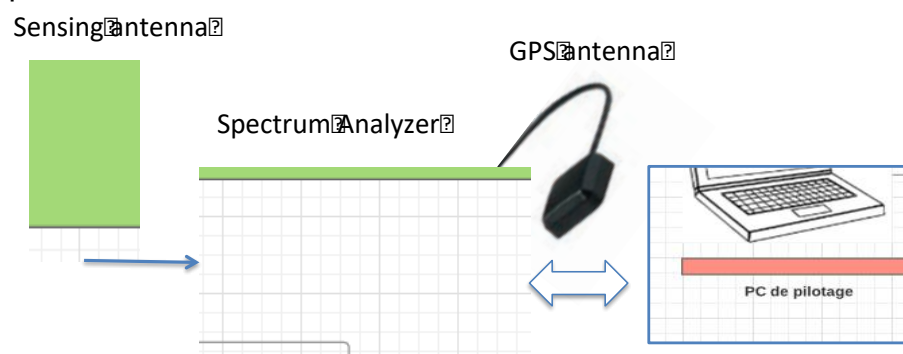 Sensing antenna
GPS antenna
Spectrum Analyzer
PC de pilotage